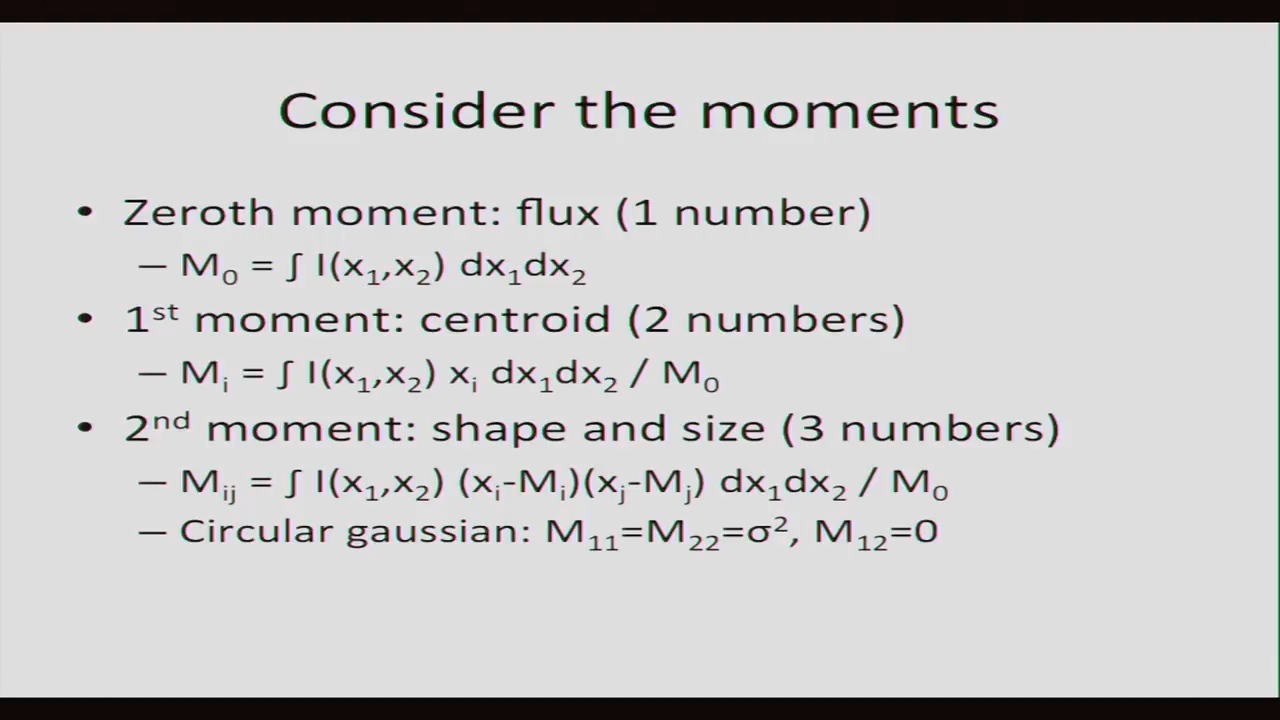 Consider the moments
• Zeroth moment: flux (1 number)
– M₀ = ∫ I(x₁,x₂) dx₁dx₂
• 1ˢᵗ moment: centroid (2 numbers)
– Mᵢ = ∫ I(x₁,x₂) xᵢ dx₁dx₂ / M₀
• 2ⁿᵈ moment: shape and size (3 numbers)
– Mᵢⱼ = ∫ I(x₁,x₂) (xᵢ-Mᵢ)(xⱼ-Mⱼ) dx₁dx₂ / M₀
– Circular gaussian: M₁₁=M₂₂=σ², M₁₂=0